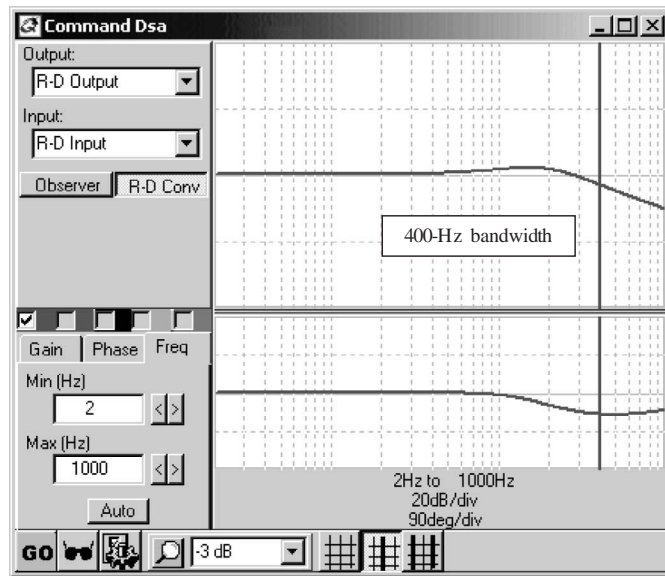 Command Dsa
Output:
R-D Output
Input:
R-D Input
Observer R-D Conv
400-Hz bandwidth
Gain Phase Freq
Min (Hz)
2 < >
Max (Hz)
1000 < >
Auto
2Hz to 1000Hz
20dB/div
90deg/div
GO -3 dB